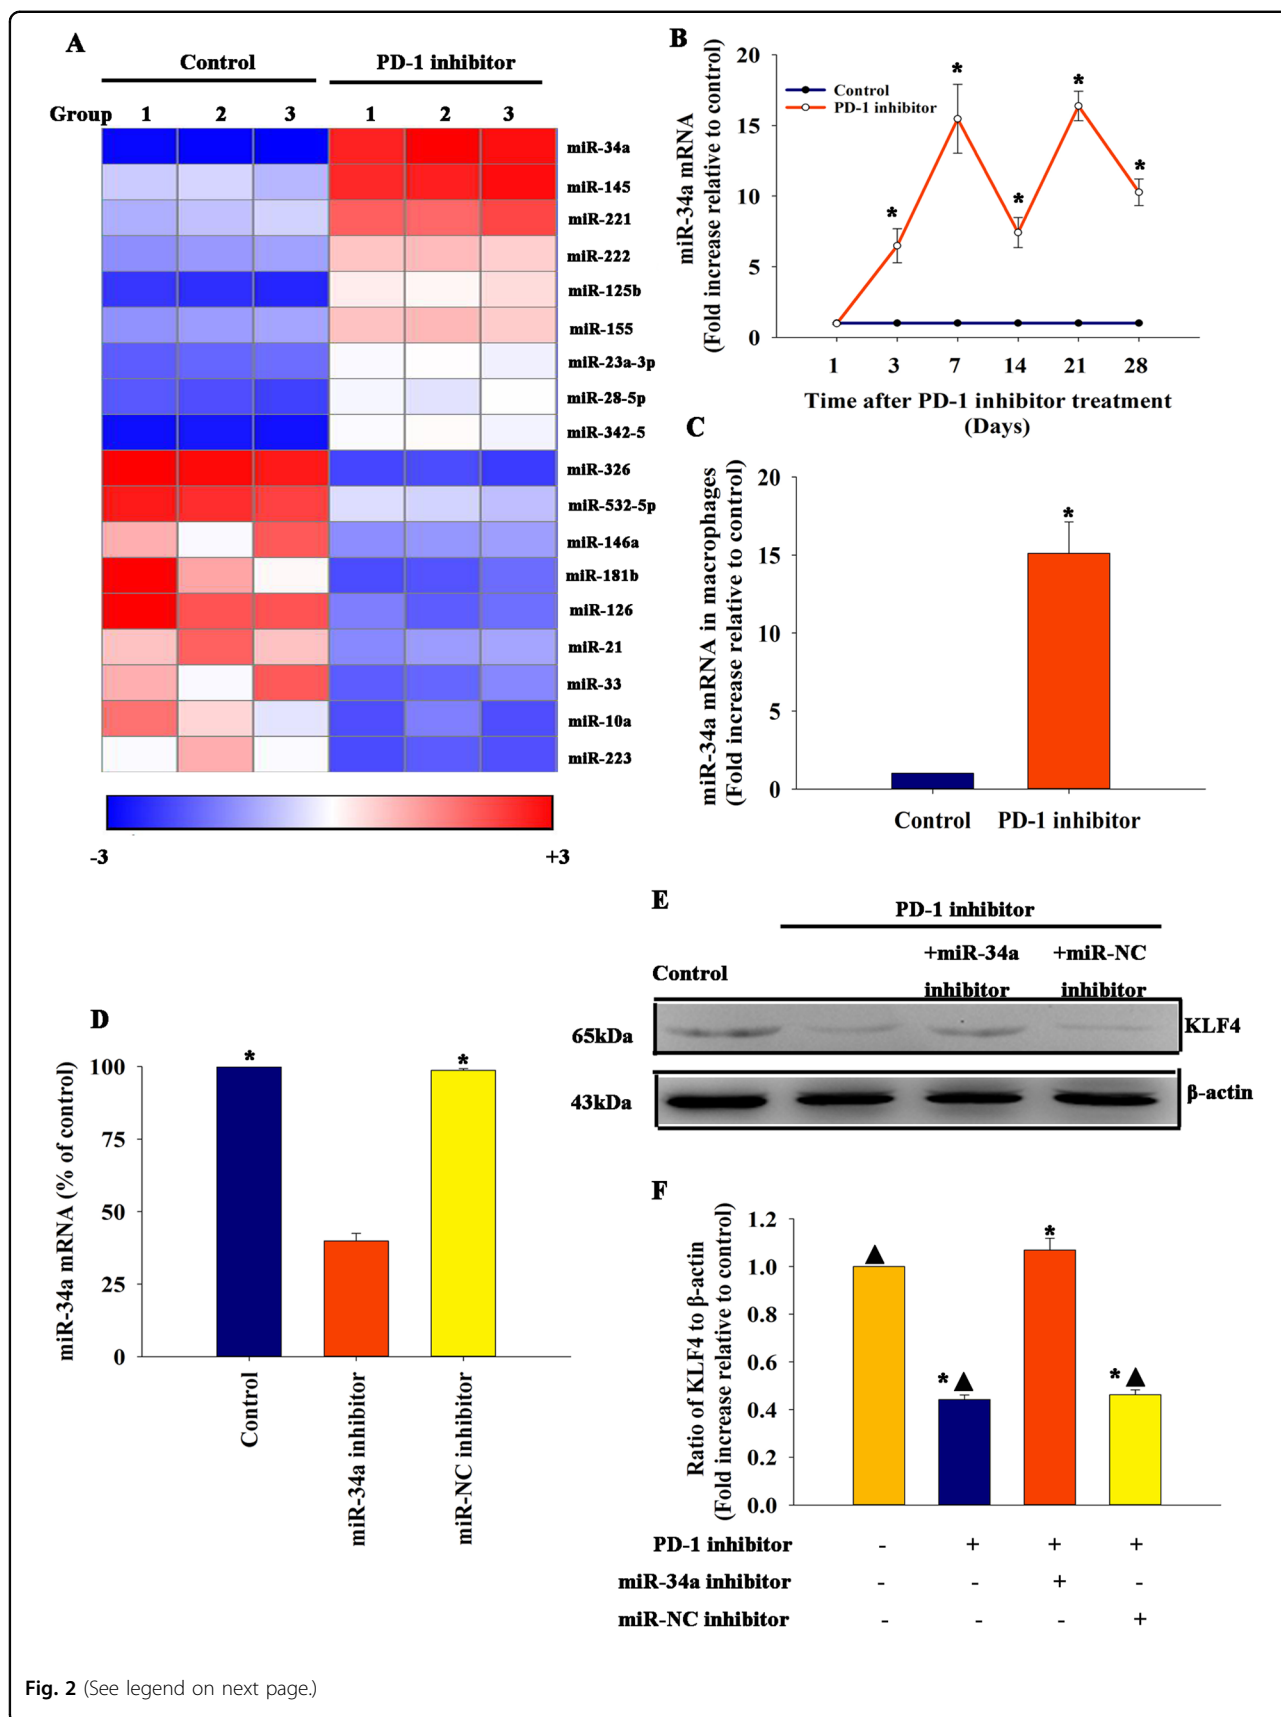 A
Control
PD-1 inhibitor
Group 1 2 3 1 2 3
miR-34a
miR-145
miR-221
miR-222
miR-125b
miR-155
miR-23a-3p
miR-28-5p
miR-342-5
miR-326
miR-532-5p
miR-146a
miR-181b
miR-126
miR-21
miR-33
miR-10a
miR-223
-3 +3
B
miR-34a mRNA
(Fold increase relative to control)
20
15
10
5
0
Control
PD-1 inhibitor
* * * * *
1 3 7 14 21 28
Time after PD-1 inhibitor treatment
(Days)
C
miR-34a mRNA in macrophages
(Fold increase relative to control)
20
15
10
5
0
*
Control PD-1 inhibitor
D
miR-34a mRNA (% of control)
100
75
50
25
0
* *
Control
miR-34a inhibitor
miR-NC inhibitor
E
PD-1 inhibitor
Control
+miR-34a
inhibitor
+miR-NC
inhibitor
65kDa KLF4
43kDa β-actin
F
Ratio of KLF4 to β-actin
(Fold increase relative to control)
1.2
1.0
0.8
0.6
0.4
0.2
0.0
▲ *▲ * *▲
PD-1 inhibitor - + + +
miR-34a inhibitor - - + -
miR-NC inhibitor - - - +
Fig. 2 (See legend on next page.)